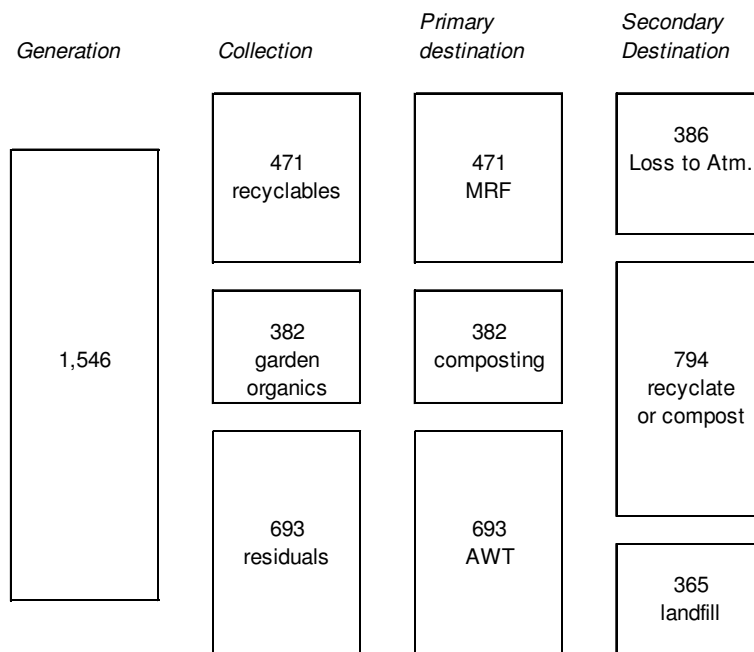 Generation
Collection
Primary
destination
Secondary
Destination
1,546
471
recyclables
382
garden
organics
693
residuals
471
MRF
382
composting
693
AWT
386
Loss to Atm.
794
recyclate
or compost
365
landfill